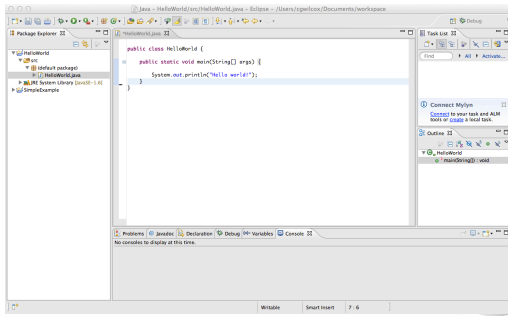 Java – HelloWorld/src/HelloWorld.java – Eclipse – /Users/cgwilcox/Documents/workspace
Debug
Package Explorer
HelloWorld
src
(default package)
HelloWorld.java
JRE System Library [JavaSE-1.6]
SimpleExample
*HelloWorld.java
public class HelloWorld {
public static void main(String[] args) {
System.out.println("Hello world!");
}
}
Task List
Find
All
Activate...
Connect Mylyn
Connect to your task and ALM
tools or create a local task.
Outline
HelloWorld
main(String[]) : void
Problems
Javadoc
Declaration
Debug
Variables
Console
No consoles to display at this time.
Writable
Smart Insert
7 : 6